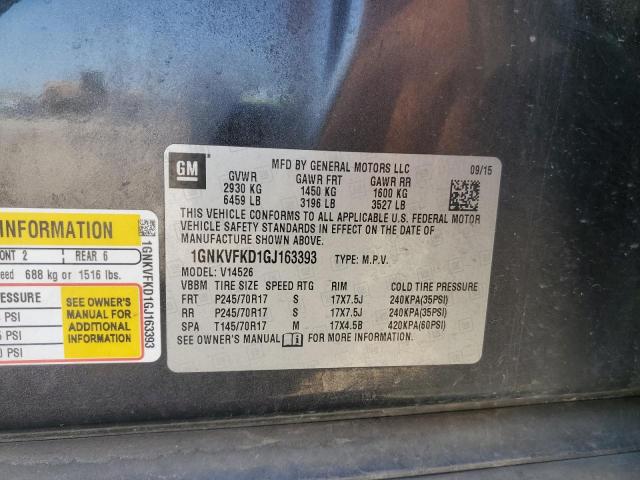 GM
MFD BY GENERAL MOTORS LLC
09/15
GVWR GAWR FRT GAWR RR
2930 KG 1450 KG 1600 KG
6459 LB 3196 LB 3527 LB
THIS VEHICLE CONFORMS TO ALL APPLICABLE U.S. FEDERAL MOTOR
VEHICLE SAFETY STANDARDS IN EFFECT ON THE DATE OF
MANUFACTURE SHOWN ABOVE.
1GNKVFKD1GJ163393 TYPE: M.P.V.
MODEL: V14526
VBBM TIRE SIZE SPEED RTG RIM COLD TIRE PRESSURE
FRT P245/70R17 S 17X7.5J 240KPA(35PSI)
RR P245/70R17 S 17X7.5J 240KPA(35PSI)
SPA T145/70R17 M 17X4.5B 420KPA(60PSI)
SEE OWNER'S MANUAL FOR MORE INFORMATION.
INFORMATION
ONT 2 REAR 6
eed 688 kg or 1516 lbs.
PRESSURE
PSI
PSI
PSI
SEE OWNER'S
MANUAL FOR
ADDITIONAL
INFORMATION
1GNKVFKD1GJ163393